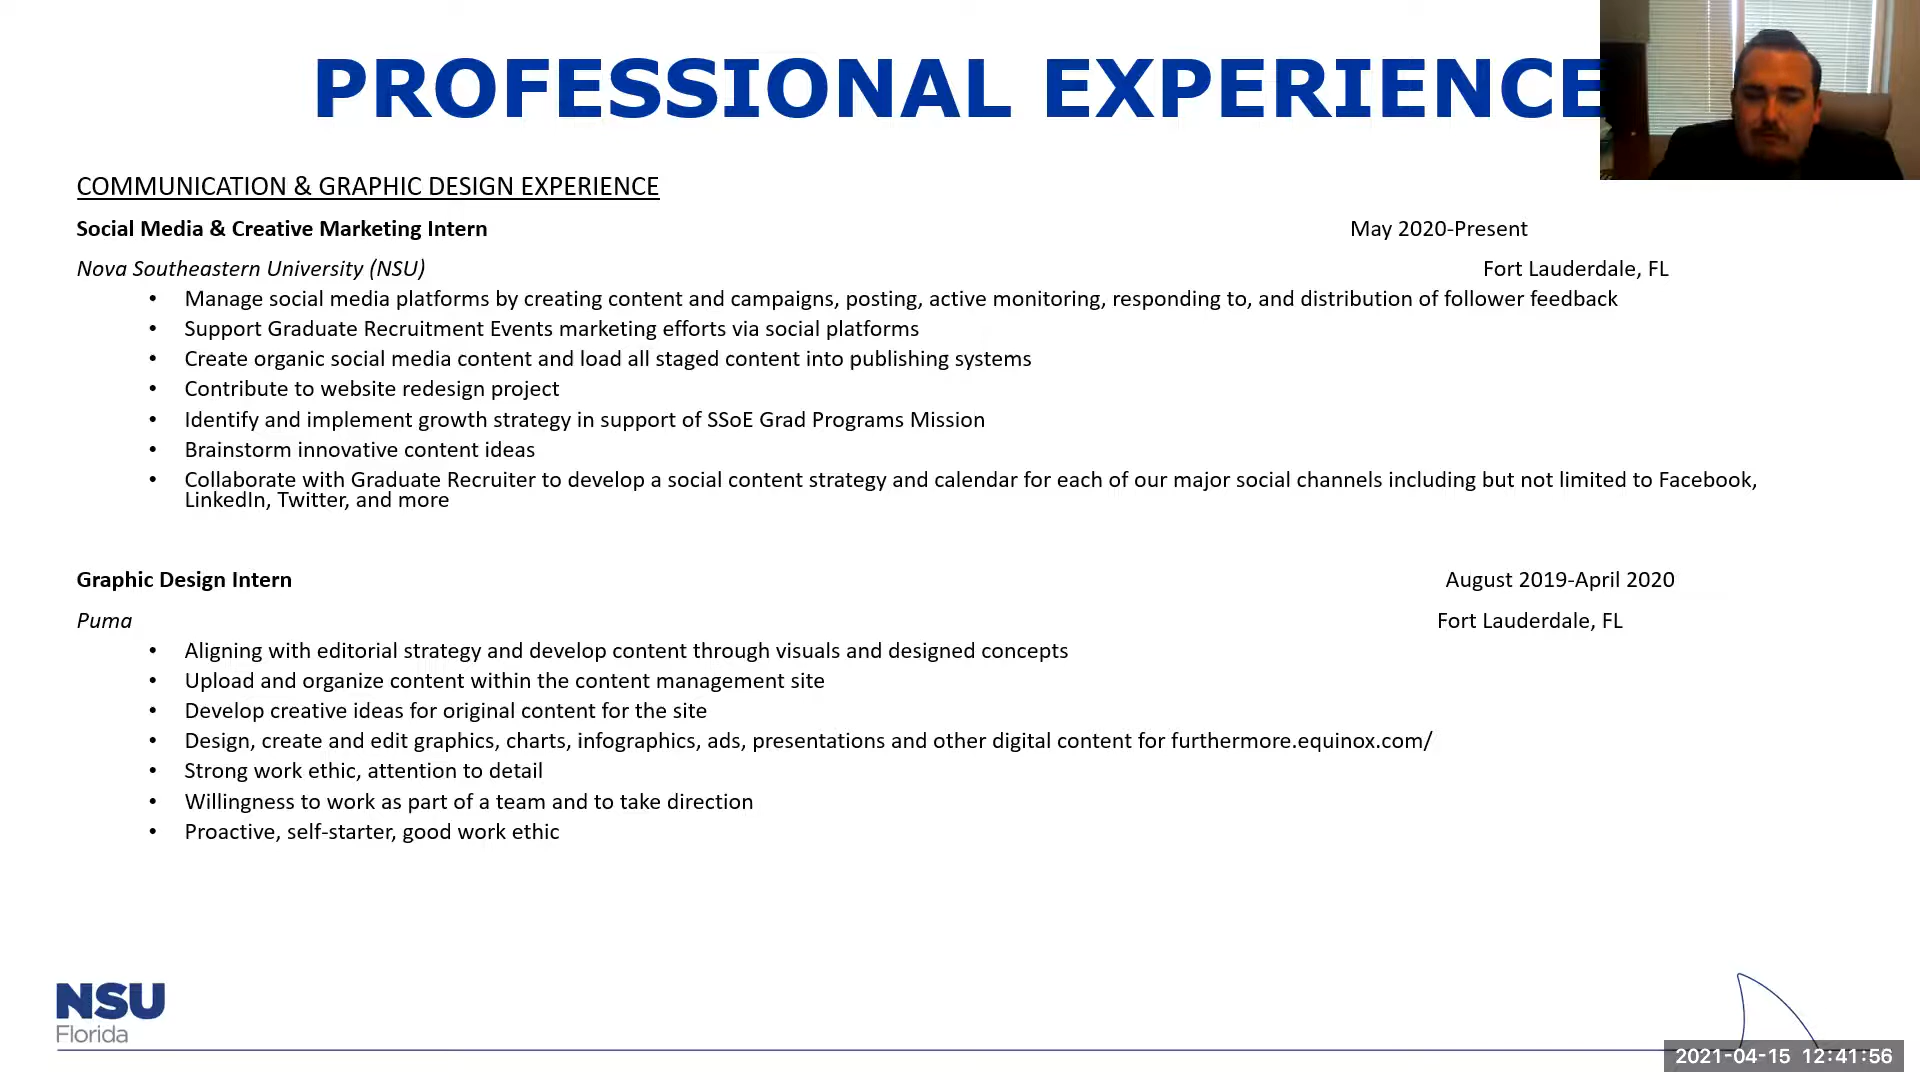 PROFESSIONAL EXPERIENCE
COMMUNICATION & GRAPHIC DESIGN EXPERIENCE
Social Media & Creative Marketing Intern May 2020-Present
Nova Southeastern University (NSU) Fort Lauderdale, FL
• Manage social media platforms by creating content and campaigns, posting, active monitoring, responding to, and distribution of follower feedback
• Support Graduate Recruitment Events marketing efforts via social platforms
• Create organic social media content and load all staged content into publishing systems
• Contribute to website redesign project
• Identify and implement growth strategy in support of SSoE Grad Programs Mission
• Brainstorm innovative content ideas
• Collaborate with Graduate Recruiter to develop a social content strategy and calendar for each of our major social channels including but not limited to Facebook,
LinkedIn, Twitter, and more
Graphic Design Intern August 2019-April 2020
Puma Fort Lauderdale, FL
• Aligning with editorial strategy and develop content through visuals and designed concepts
• Upload and organize content within the content management site
• Develop creative ideas for original content for the site
• Design, create and edit graphics, charts, infographics, ads, presentations and other digital content for furthermore.equinox.com/
• Strong work ethic, attention to detail
• Willingness to work as part of a team and to take direction
• Proactive, self-starter, good work ethic
NSU
Florida
2021-04-15 12:41:56